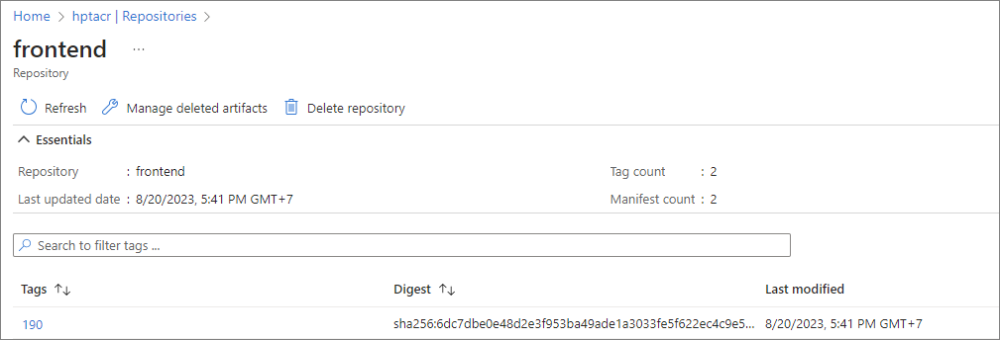 Home > hptacr | Repositories >
frontend ...
Repository
Refresh Manage deleted artifacts Delete repository
Essentials
Repository : frontend Tag count : 2
Last updated date : 8/20/2023, 5:41 PM GMT+7 Manifest count : 2
Search to filter tags ...
Tags ↑↓ Digest ↑↓ Last modified
190 sha256:6dc7dbe0e48d2e3f953ba49ade1a3033fe5f622ec4c9e5... 8/20/2023, 5:41 PM GMT+7